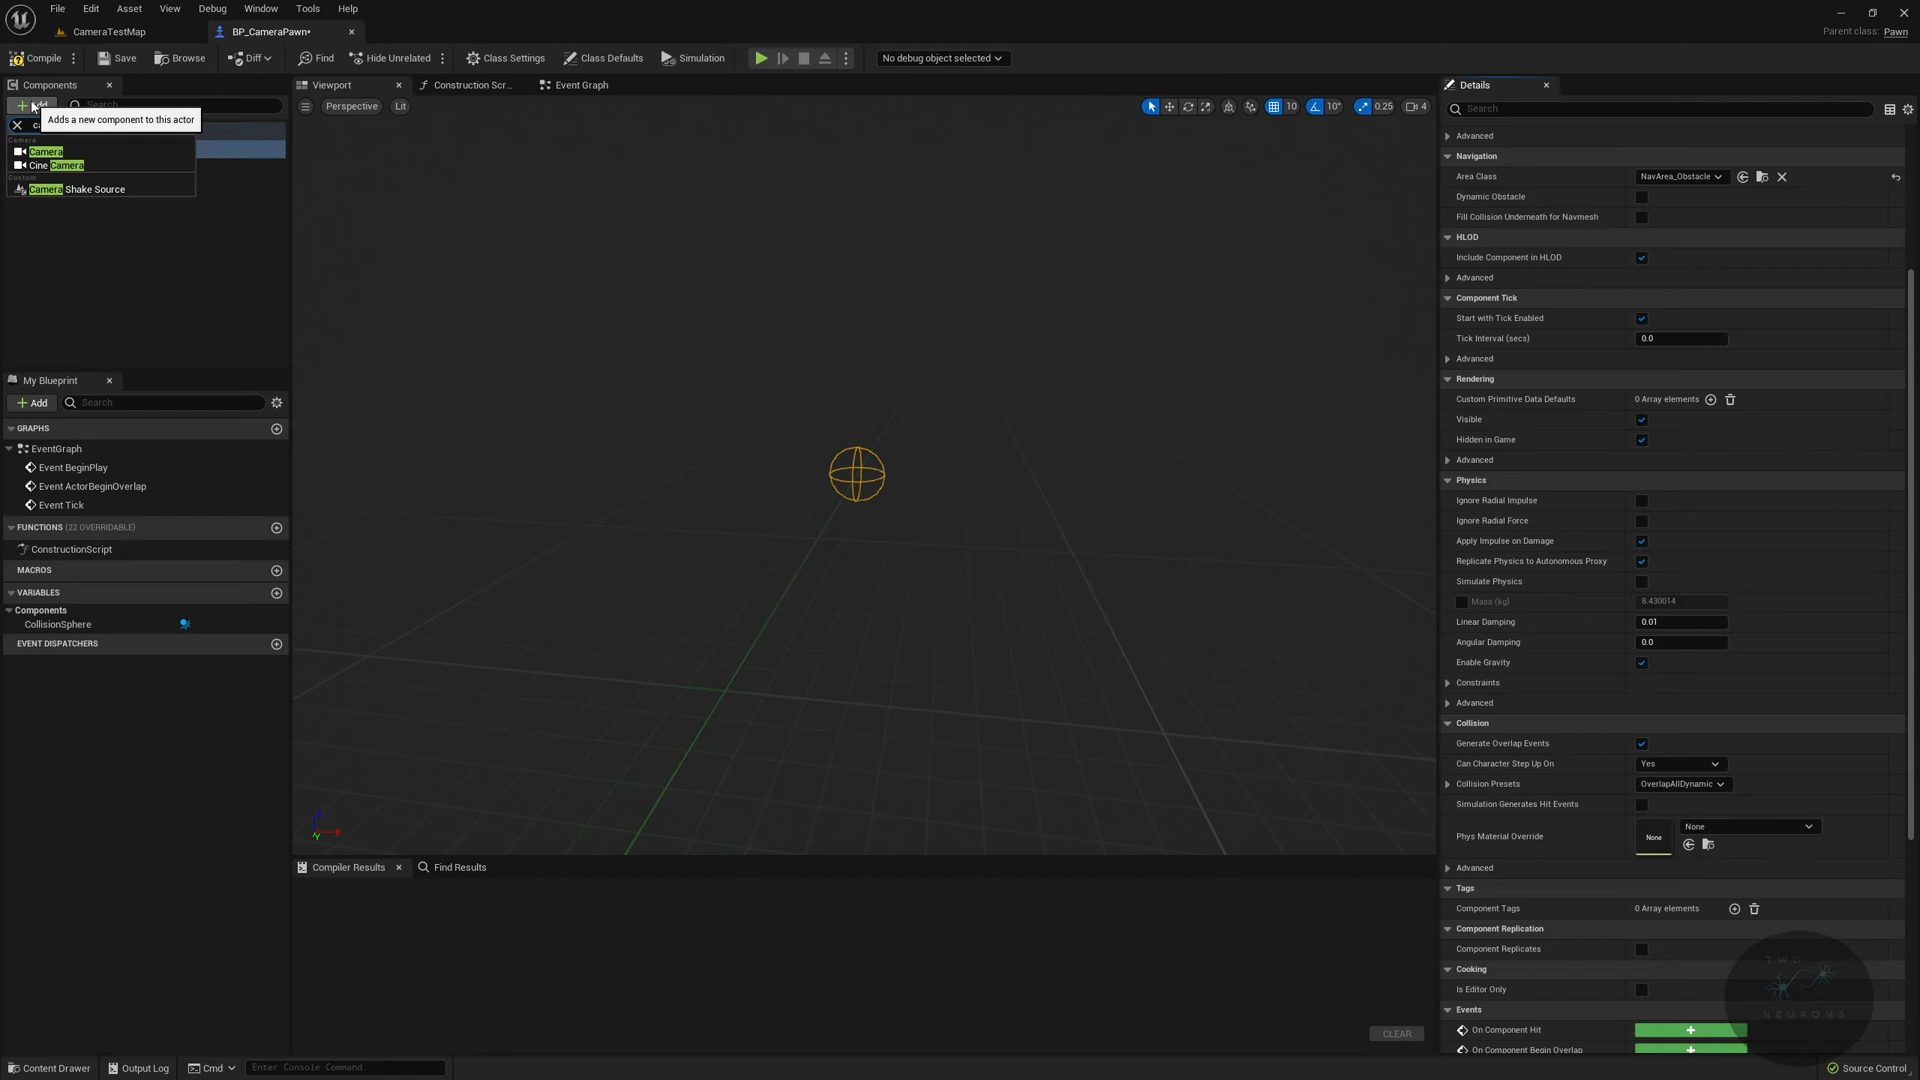 File Edit Asset View Debug Window Tools Help
CameraTestMap
BP_CameraPawn*
Parent class: Pawn
Compile Save Browse Diff Find Hide Unrelated Class Settings Class Defaults Simulation No debug object selected
Components
Add Search
Adds a new component to this actor
Camera
Camera
Cine Camera
Custom
Camera Shake Source
My Blueprint
Add Search
GRAPHS
EventGraph
Event BeginPlay
Event ActorBeginOverlap
Event Tick
FUNCTIONS (22 OVERRIDABLE)
ConstructionScript
MACROS
VARIABLES
Components
CollisionSphere
EVENT DISPATCHERS
Viewport Construction Scr... Event Graph
Perspective Lit
10 10° 0.25 4
X
Y
Compiler Results Find Results
CLEAR
Details
Search
Advanced
Navigation
Area Class NavArea_Obstacle
Dynamic Obstacle
Fill Collision Underneath for Navmesh
HLOD
Include Component in HLOD
Advanced
Component Tick
Start with Tick Enabled
Tick Interval (secs) 0.0
Advanced
Rendering
Custom Primitive Data Defaults 0 Array elements
Visible
Hidden in Game
Advanced
Physics
Ignore Radial Impulse
Ignore Radial Force
Apply Impulse on Damage
Replicate Physics to Autonomous Proxy
Simulate Physics
Mass (kg) 8.430014
Linear Damping 0.01
Angular Damping 0.0
Enable Gravity
Constraints
Advanced
Collision
Generate Overlap Events
Can Character Step Up On Yes
Collision Presets OverlapAllDynamic
Simulation Generates Hit Events
Phys Material Override None None
Advanced
Tags
Component Tags 0 Array elements
Component Replication
Component Replicates
Cooking
Is Editor Only
Events
On Component Hit
On Component Begin Overlap
TWO
NEURONS
Content Drawer Output Log Cmd Enter Console Command Source Control